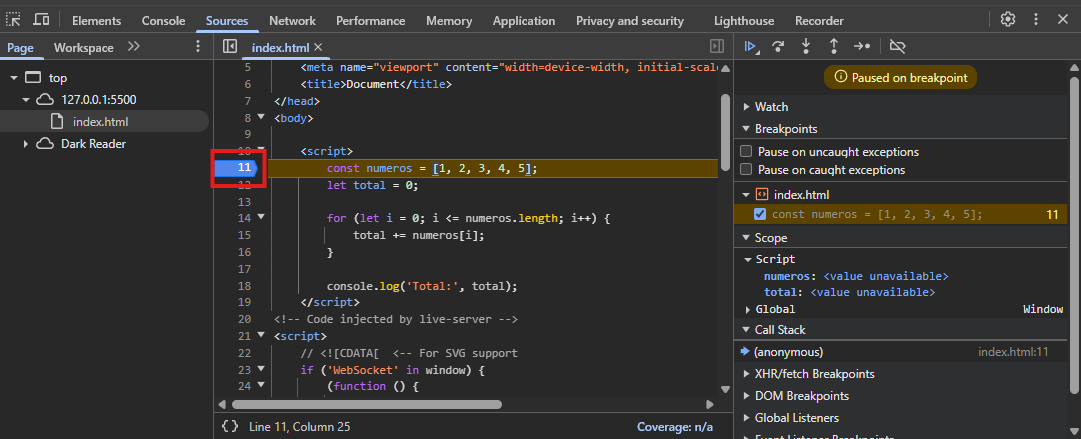 Elements Console Sources Network Performance Memory Application Privacy and security Lighthouse Recorder
Page Workspace
index.html
top
127.0.0.1:5500
index.html
Dark Reader
5 <meta name="viewport" content="width=device-width, initial-scale
6 <title>Document</title>
7 </head>
8 <body>
9
10 <script>
11 const numeros = [1, 2, 3, 4, 5];
12 let total = 0;
13
14 for (let i = 0; i <= numeros.length; i++) {
15 total += numeros[i];
16 }
17
18 console.log('Total:', total);
19 </script>
20 <!-- Code injected by live-server -->
21 <script>
22 // <![CDATA[ <-- For SVG support
23 if ('WebSocket' in window) {
24 (function () {
{} Line 11, Column 25 Coverage: n/a
Paused on breakpoint
Watch
Breakpoints
Pause on uncaught exceptions
Pause on caught exceptions
index.html
const numeros = [1, 2, 3, 4, 5]; 11
Scope
Script
numeros: <value unavailable>
total: <value unavailable>
Global Window
Call Stack
(anonymous) index.html:11
XHR/fetch Breakpoints
DOM Breakpoints
Global Listeners
Event Listener Breakpoints